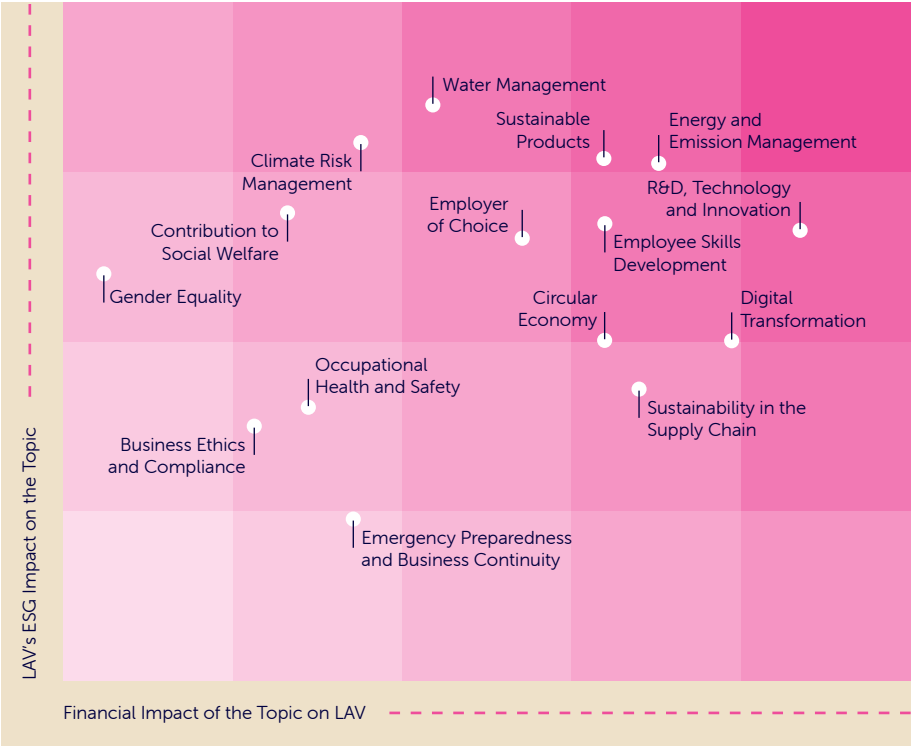 Water Management
Sustainable
Products
Energy and
Emission Management
Climate Risk
Management
R&D, Technology
and Innovation
Employer
of Choice
Contribution to
Social Welfare
Employee Skills
Development
Gender Equality
Circular
Economy
Digital
Transformation
Occupational
Health and Safety
Sustainability in the
Supply Chain
Business Ethics
and Compliance
Emergency Preparedness
and Business Continuity
LAV's ESG Impact on the Topic
Financial Impact of the Topic on LAV